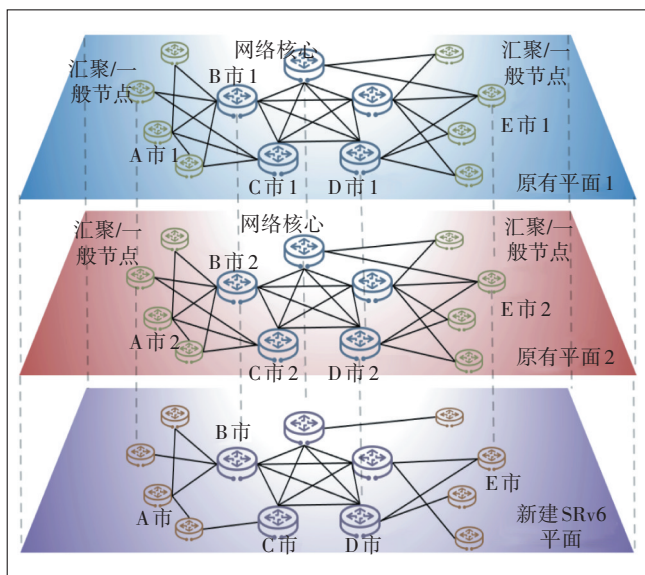 网络核心
汇聚/一
般节点
汇聚/一
般节点
B市1
A市1
E市1
C市1
D市1
原有平面1
网络核心
汇聚/一
般节点
汇聚/一
般节点
B市2
A市2
E市2
C市2
D市2
原有平面2
B市
A市
E市
C市
D市
新建SRv6
平面